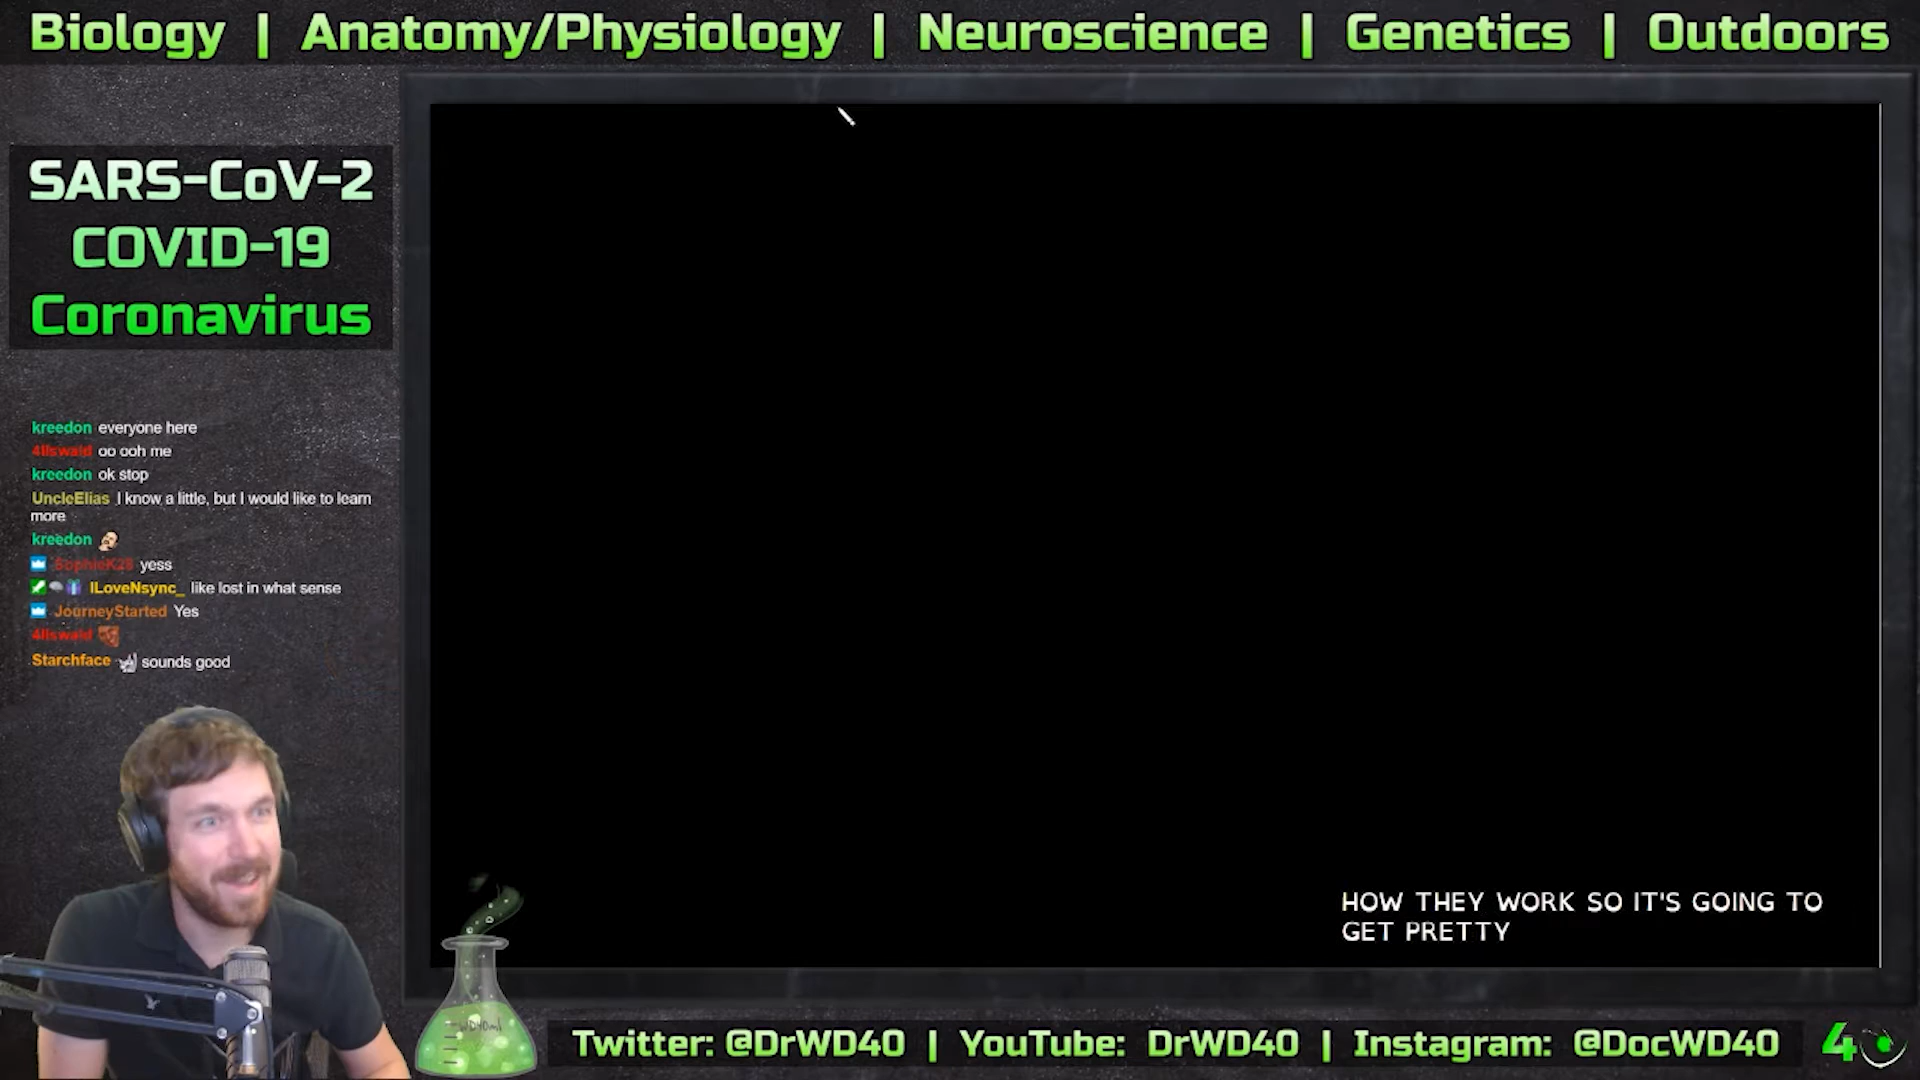 Biology | Anatomy/Physiology | Neuroscience | Genetics | Outdoors
SARS-CoV-2
COVID-19
Coronavirus
kreedon everyone here
4llswald oo ooh me
kreedon ok stop
UncleElias I know a little, but I would like to learn
more
kreedon
SophieK28 yess
ILoveNsync_ like lost in what sense
JourneyStarted Yes
4llswald
Starchface sounds good
HOW THEY WORK SO IT'S GOING TO
GET PRETTY
WD40ml
Twitter: @DrWD40 | YouTube: DrWD40 | Instagram: @DocWD40
40